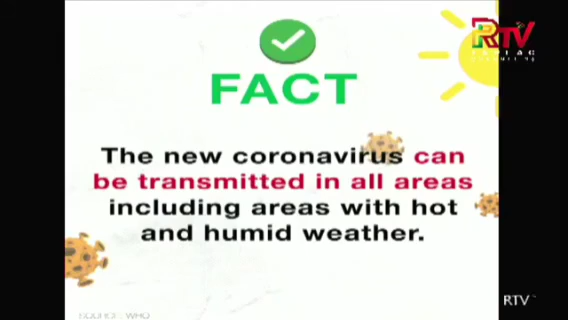 RTV
FACT
The new coronavirus can
be transmitted in all areas
including areas with hot
and humid weather.
RTV